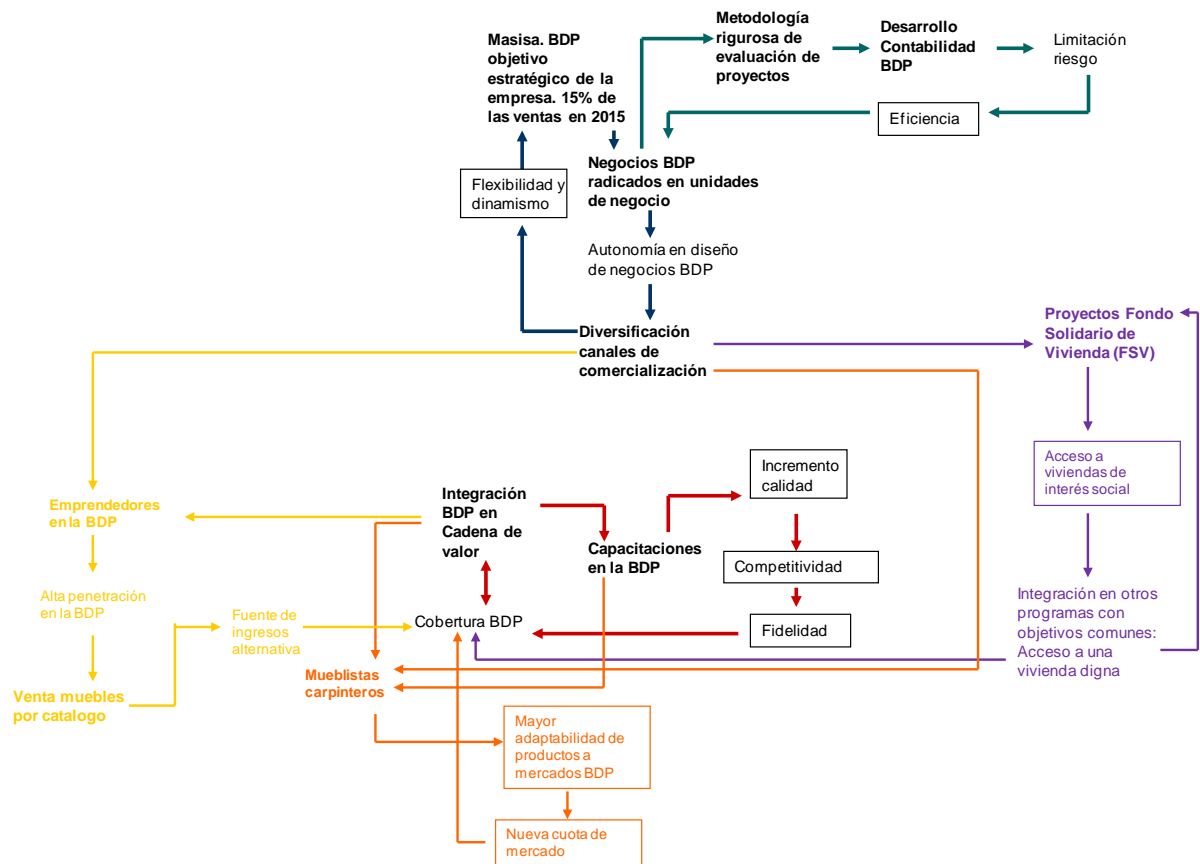 Masisa. BDP
objetivo
estratégico de la
empresa. 15% de
las ventas en 2015
Metodología
rigurosa de
evaluación de
proyectos
Desarrollo
Contabilidad
BDP
Limitación
riesgo
Eficiencia
Negocios BDP
radicados en unidades
de negocio
Flexibilidad y
dinamismo
Autonomía en diseño
de negocios BDP
Diversificación
canales de
comercialización
Proyectos Fondo
Solidario de
Vivienda (FSV)
Acceso a
viviendas de
interés social
Integración en otros
programas con
objetivos comunes:
Acceso a una
vivienda digna
Emprendedores
en la BDP
Alta penetración
en la BDP
Venta muebles
por catalogo
Fuente de
ingresos
alternativa
Integración
BDP en
Cadena de
valor
Cobertura BDP
Capacitaciones
en la BDP
Incremento
calidad
Competitividad
Fidelidad
Mueblistas
carpinteros
Mayor
adaptabilidad de
productos a
mercados BDP
Nueva cuota de
mercado